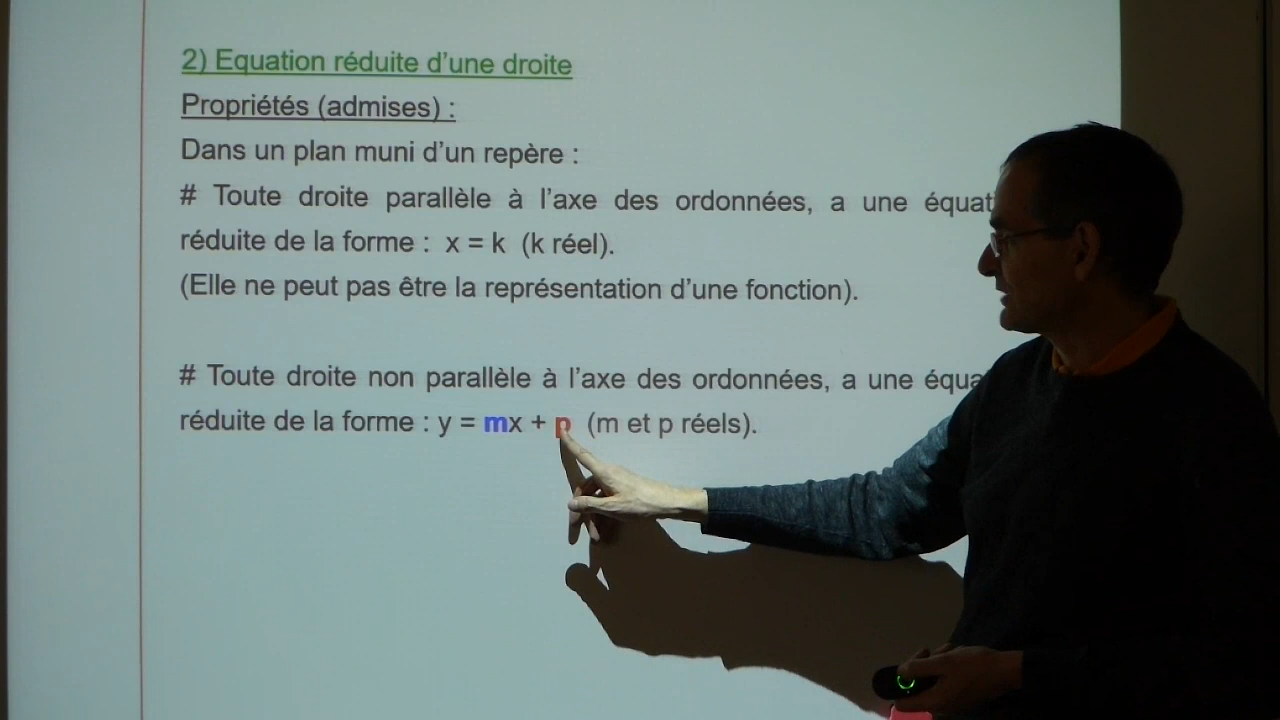 2) Equation réduite d'une droite
Propriétés (admises) :
Dans un plan muni d'un repère :
# Toute droite parallèle à l'axe des ordonnées, a une équat
réduite de la forme : x = k (k réel).
(Elle ne peut pas être la représentation d'une fonction).
# Toute droite non parallèle à l'axe des ordonnées, a une équa
réduite de la forme : y = mx + p (m et p réels).